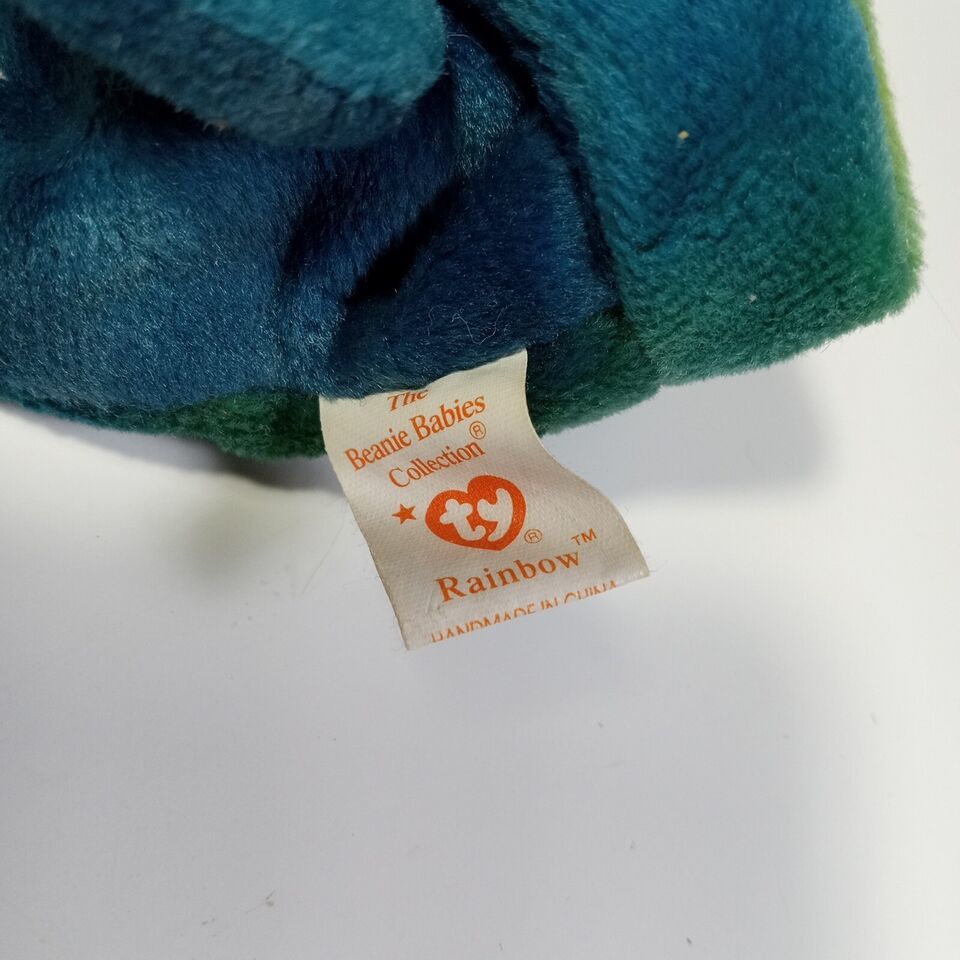 The
Beanie Babies
Collection®
★ ty®
Rainbow™
HANDMADE IN CHINA